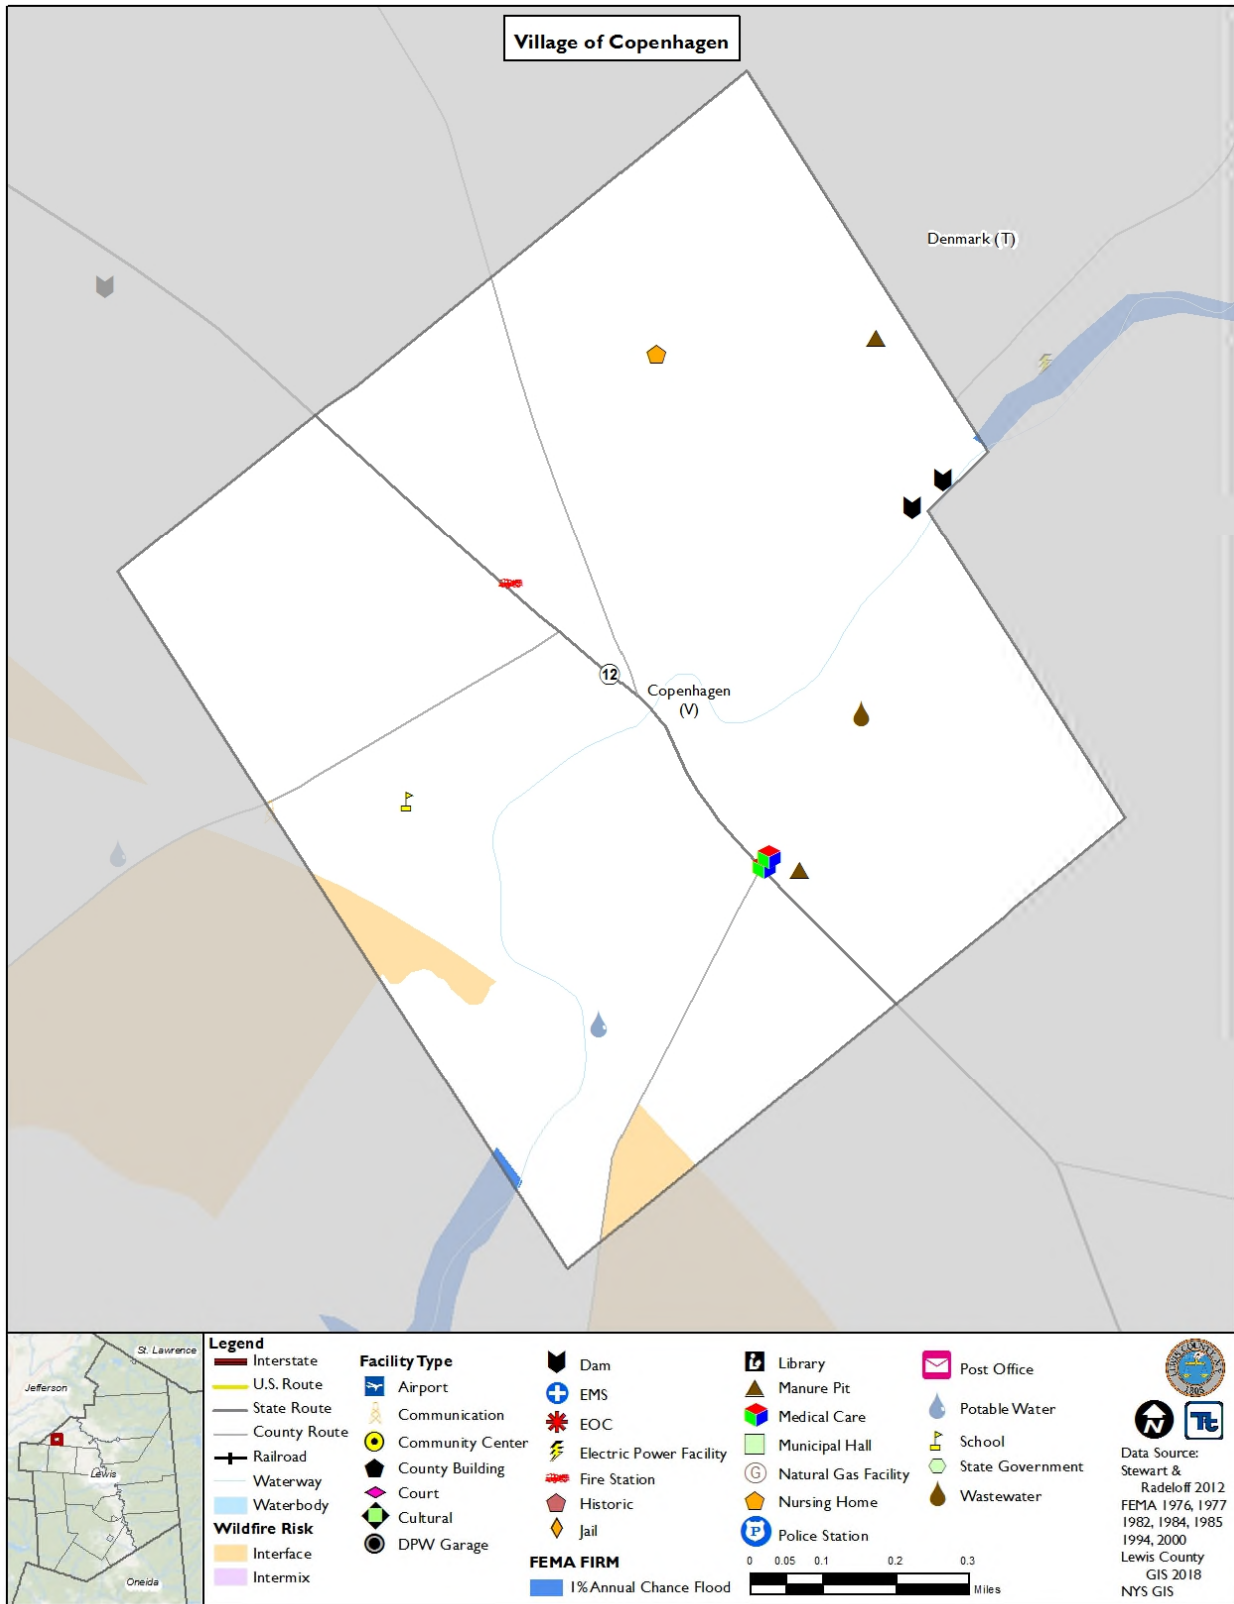 Village of Copenhagen
Denmark (T)
12
Copenhagen
(V)
St. Lawrence
Jefferson
Lewis
Oneida
Legend
Interstate
U.S. Route
State Route
County Route
Railroad
Waterway
Waterbody
Wildfire Risk
Interface
Intermix
Facility Type
Airport
Communication
Community Center
County Building
Court
Cultural
DPW Garage
Dam
EMS
EOC
Electric Power Facility
Fire Station
Historic
Jail
FEMA FIRM
1% Annual Chance Flood
Library
Manure Pit
Medical Care
Municipal Hall
G
Natural Gas Facility
Nursing Home
P
Police Station
0 0.05 0.1 0.2 0.3
Miles
Post Office
Potable Water
School
State Government
Wastewater
N
Tt
Data Source:
Stewart &
Radeloff 2012
FEMA 1976, 1977
1982, 1984, 1985
1994, 2000
Lewis County
GIS 2018
NYS GIS